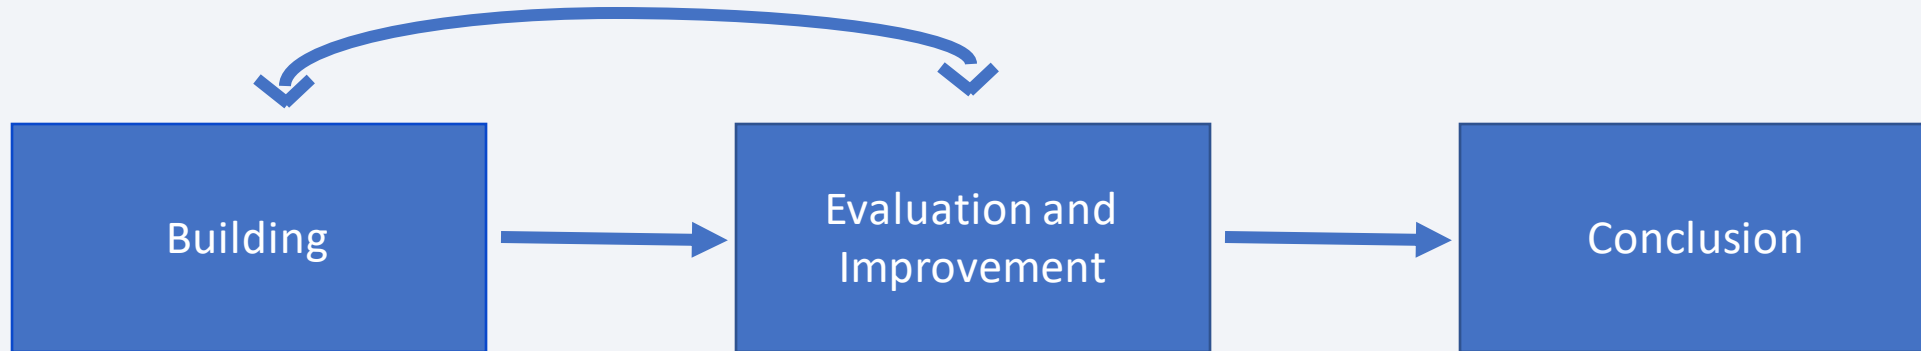 Building
Evaluation and
Improvement
Conclusion